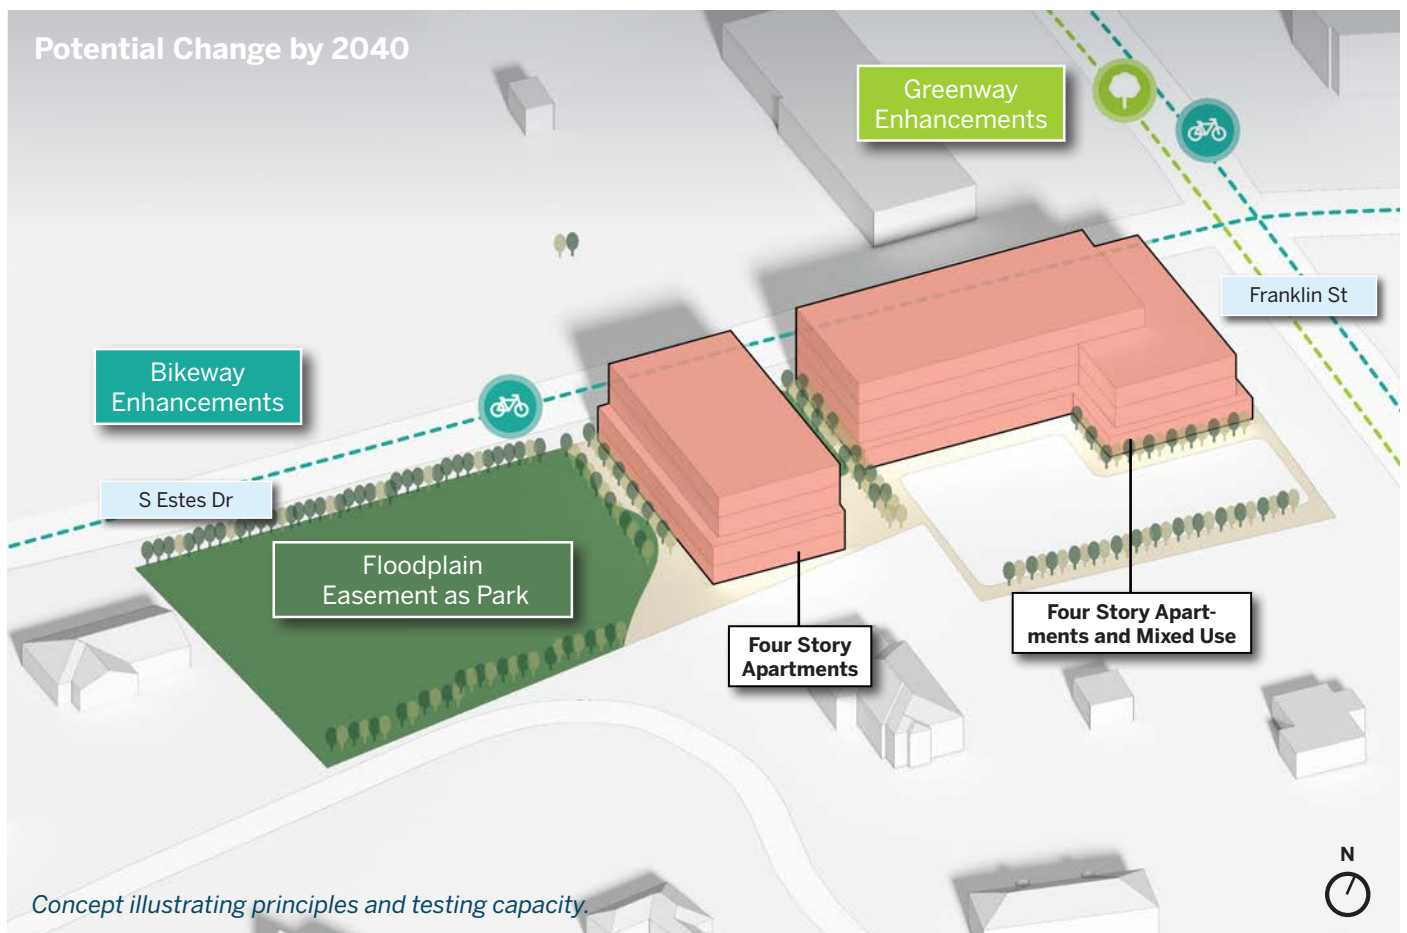 Potential Change by 2040
Greenway
Enhancements
Franklin St
Bikeway
Enhancements
S Estes Dr
Floodplain
Easement as Park
Four Story Apart-
ments and Mixed Use
Four Story
Apartments
N
Concept illustrating principles and testing capacity.